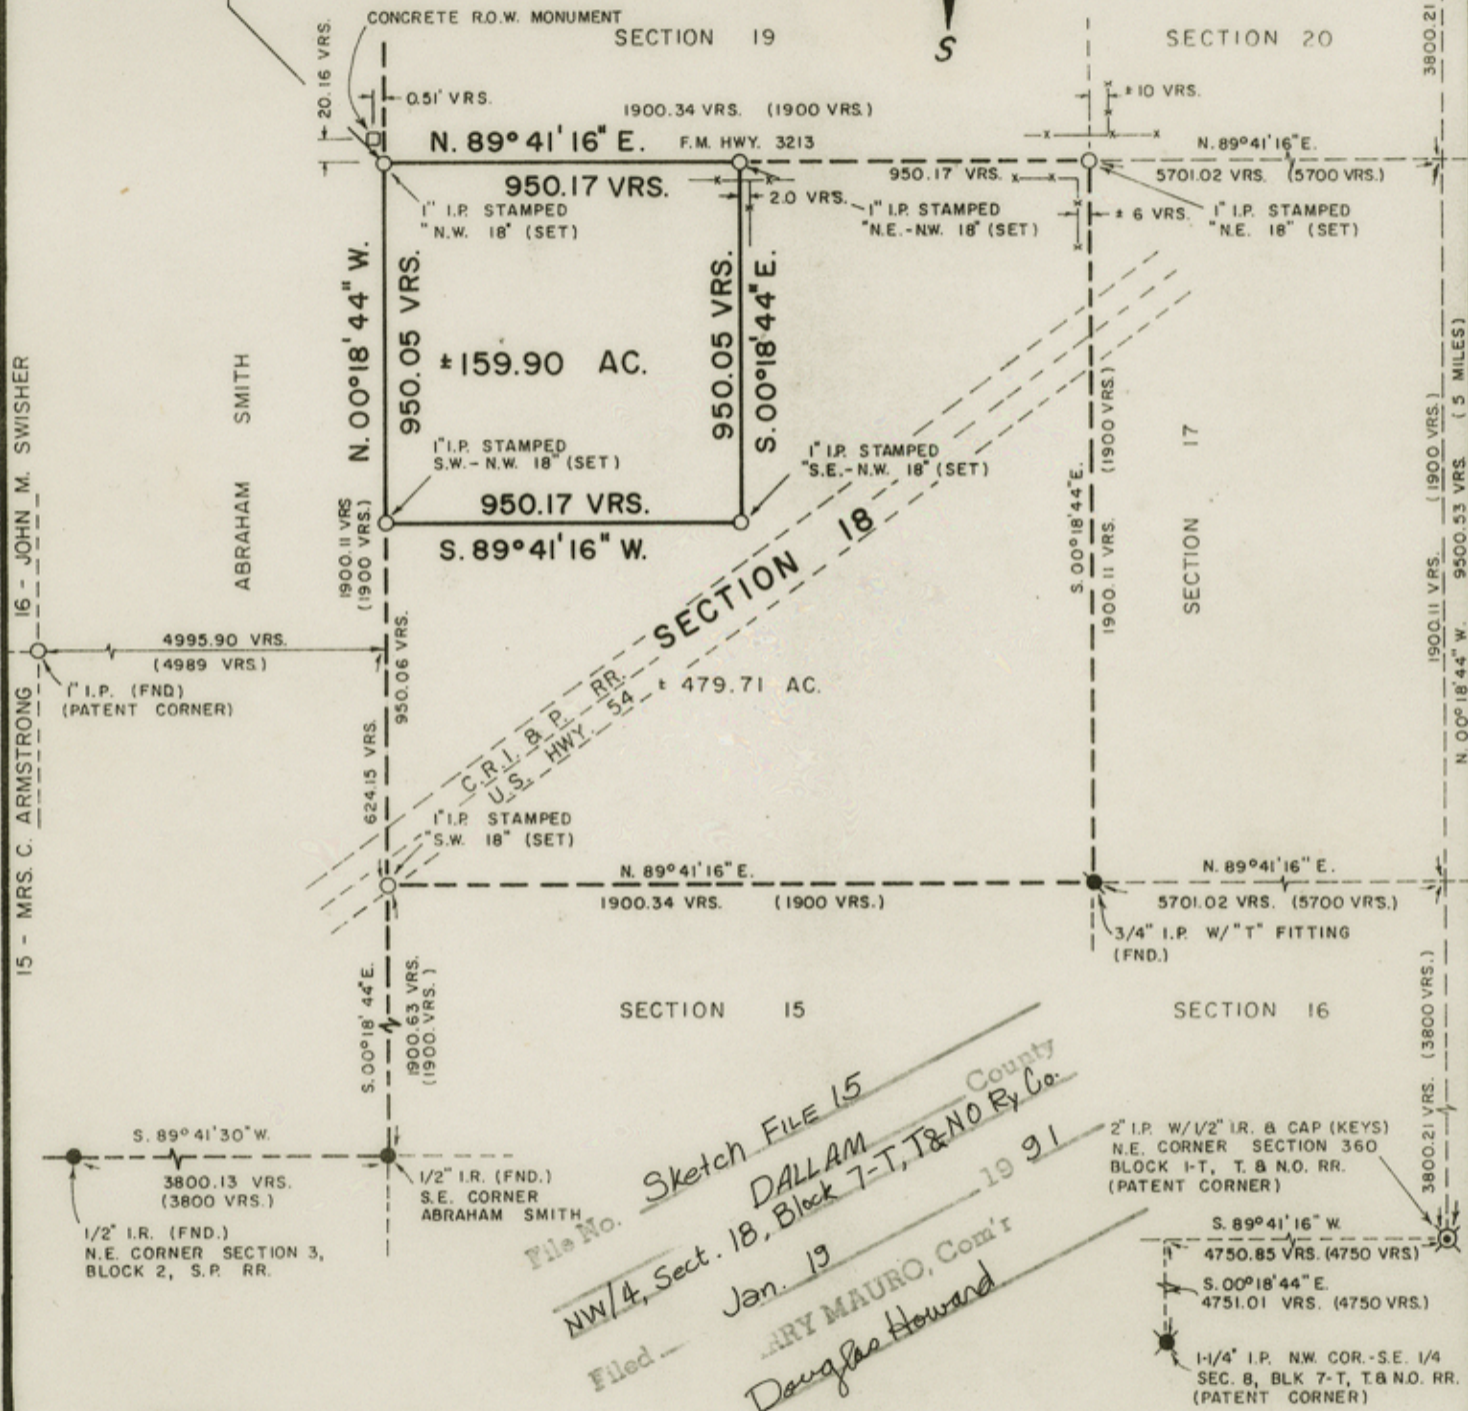 CONCRETE R.O.W. MONUMENT
SECTION 19
S
SECTION 20
3800.21
20.16 VRS.
0.51' VRS.
1900.34 VRS. (1900 VRS.)
± 10 VRS.
N. 89° 41' 16" E.
F.M. HWY. 3213
N. 89° 41' 16" E.
950.17 VRS.
950.17 VRS.
5701.02 VRS. (5700 VRS.)
2.0 VRS.
± 6 VRS.
1" I.P. STAMPED
"N.W. 18" (SET)
1" I.P. STAMPED
"N.E.-NW. 18" (SET)
1" I.P. STAMPED
"N.E. 18" (SET)
N. 00° 18' 44" W.
950.05 VRS.
950.05 VRS.
S. 00° 18' 44" E.
± 159.90 AC.
16 - JOHN M. SWISHER
ABRAHAM SMITH
1" I.P. STAMPED
S.W.- N.W. 18" (SET)
1" I.P. STAMPED
"S.E.-N.W. 18" (SET)
950.17 VRS.
S. 89° 41' 16" W.
1900.11 VRS
(1900 VRS.)
SECTION 18
S. 00° 18' 44" E.
(1900 VRS.)
1900.11 VRS.
SECTION 17
1900.11 VRS. (1900 VRS.)
N. 00° 18' 44" W. 9500.53 VRS. (5 MILES)
4995.90 VRS.
(4989 VRS.)
950.06 VRS.
1" I.P. (FND)
(PATENT CORNER)
± 479.71 AC.
C.R.I. & P. RR.
U.S. HWY. 54
624.15 VRS.
15 - MRS. C. ARMSTRONG
1" I.P. STAMPED
"S.W. 18" (SET)
N. 89° 41' 16" E.
1900.34 VRS. (1900 VRS.)
N. 89° 41' 16" E.
5701.02 VRS. (5700 VRS.)
3/4" I.P. W/ "T" FITTING
(FND.)
S. 00° 18' 44" E.
1900.63 VRS.
(1900 VRS.)
SECTION 15
SECTION 16
3800.21 VRS. (3800 VRS.)
S. 89° 41' 30" W.
3800.13 VRS.
(3800 VRS.)
1/2" I.R. (FND.)
N.E. CORNER SECTION 3,
BLOCK 2, S.P. RR.
1/2" I.R. (FND.)
S.E. CORNER
ABRAHAM SMITH
File No. Sketch FILE 15
DALLAM County
NW/4, Sect. 18, Block 7-T, T&NO Ry Co.
Filed Jan. 19 19 91
RY MAURO, Com'r
Douglas Howard
2" I.P. W/1/2" I.R. & CAP (KEYS)
N.E. CORNER SECTION 360
BLOCK 1-T, T. & N.O. RR.
(PATENT CORNER)
S. 89° 41' 16" W.
4750.85 VRS. (4750 VRS)
S. 00° 18' 44" E.
4751.01 VRS. (4750 VRS.)
1-1/4" I.P. N.W. COR.-S.E. 1/4
SEC. 8, BLK 7-T, T. & N.O. RR.
(PATENT CORNER)